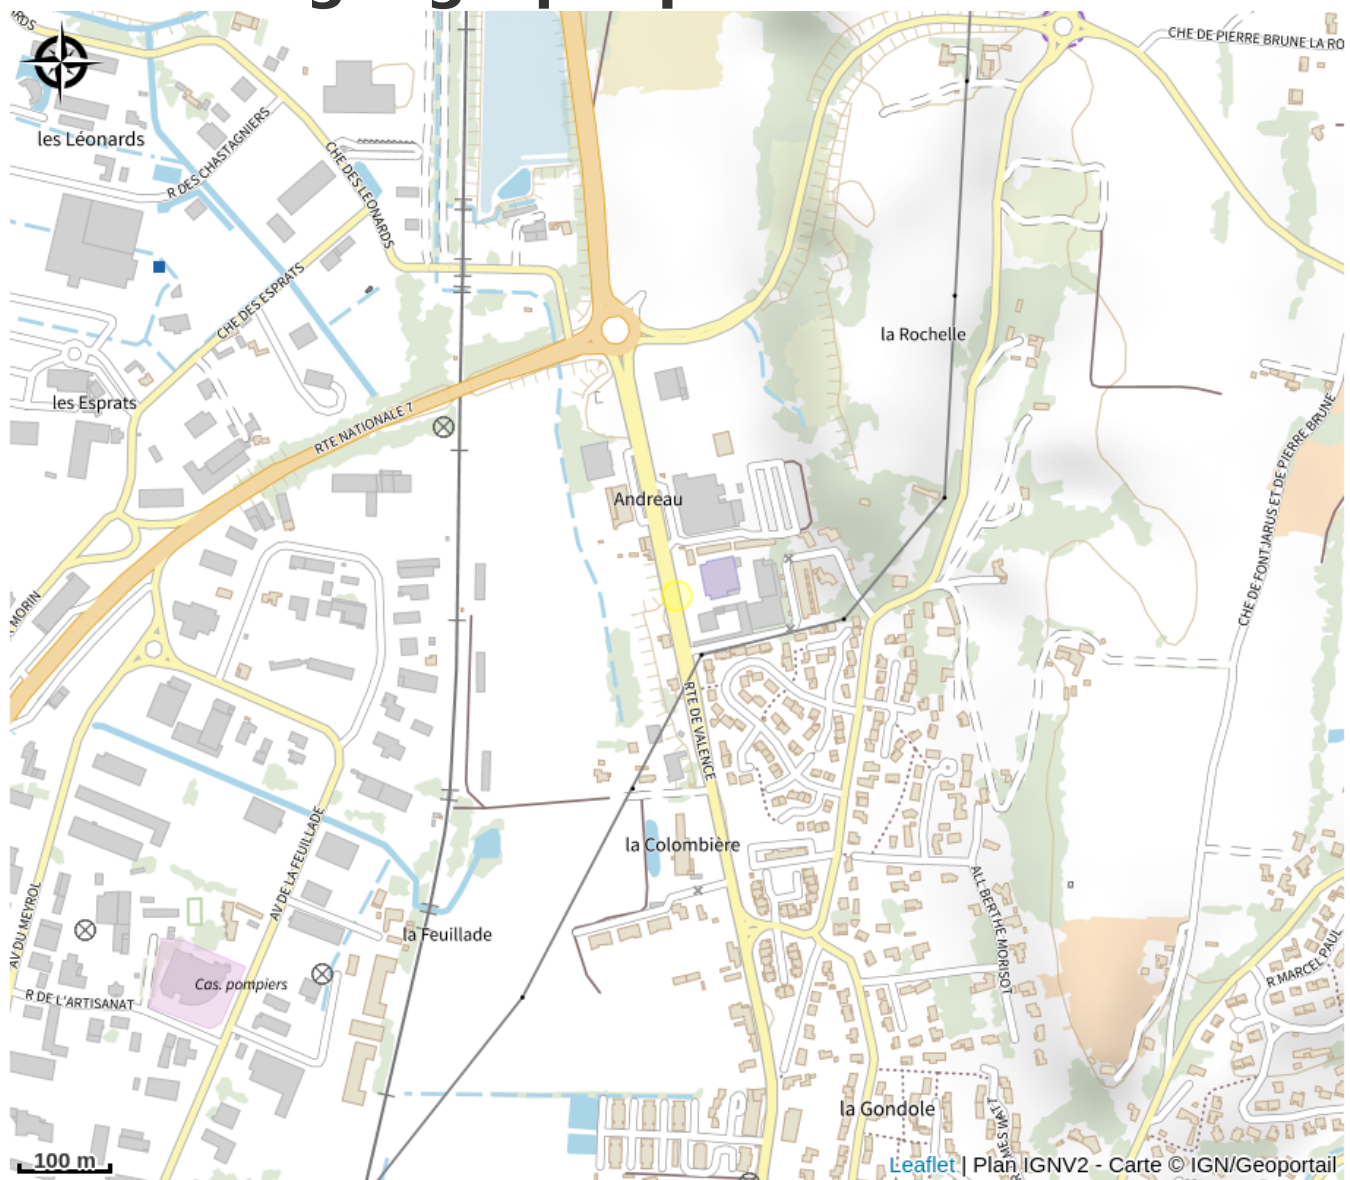 CHE DE PIERRE BRUNE LA RO
les Léonards
R DES CHASTAGNIERS
CHE DES LEONARDS
CHE DES ESPRATS
la Rochelle
les Esprats
RTE NATIONALE 7
CHE DE FONTJARUS ET DE PIERRE BRUNE
Andreau
MORIN
RTE DE VALENCE
la Colombière
AV DE LA FEUILLADE
AV DU MEYROL
ALL BERTHE MORISOT
la Feuillade
R MARCEL PAUL
Cas. pompiers
R DE L'ARTISANAT
la Gondole
MES WATT
100 m
Leaflet | Plan IGNV2 - Carte © IGN/Geoportail